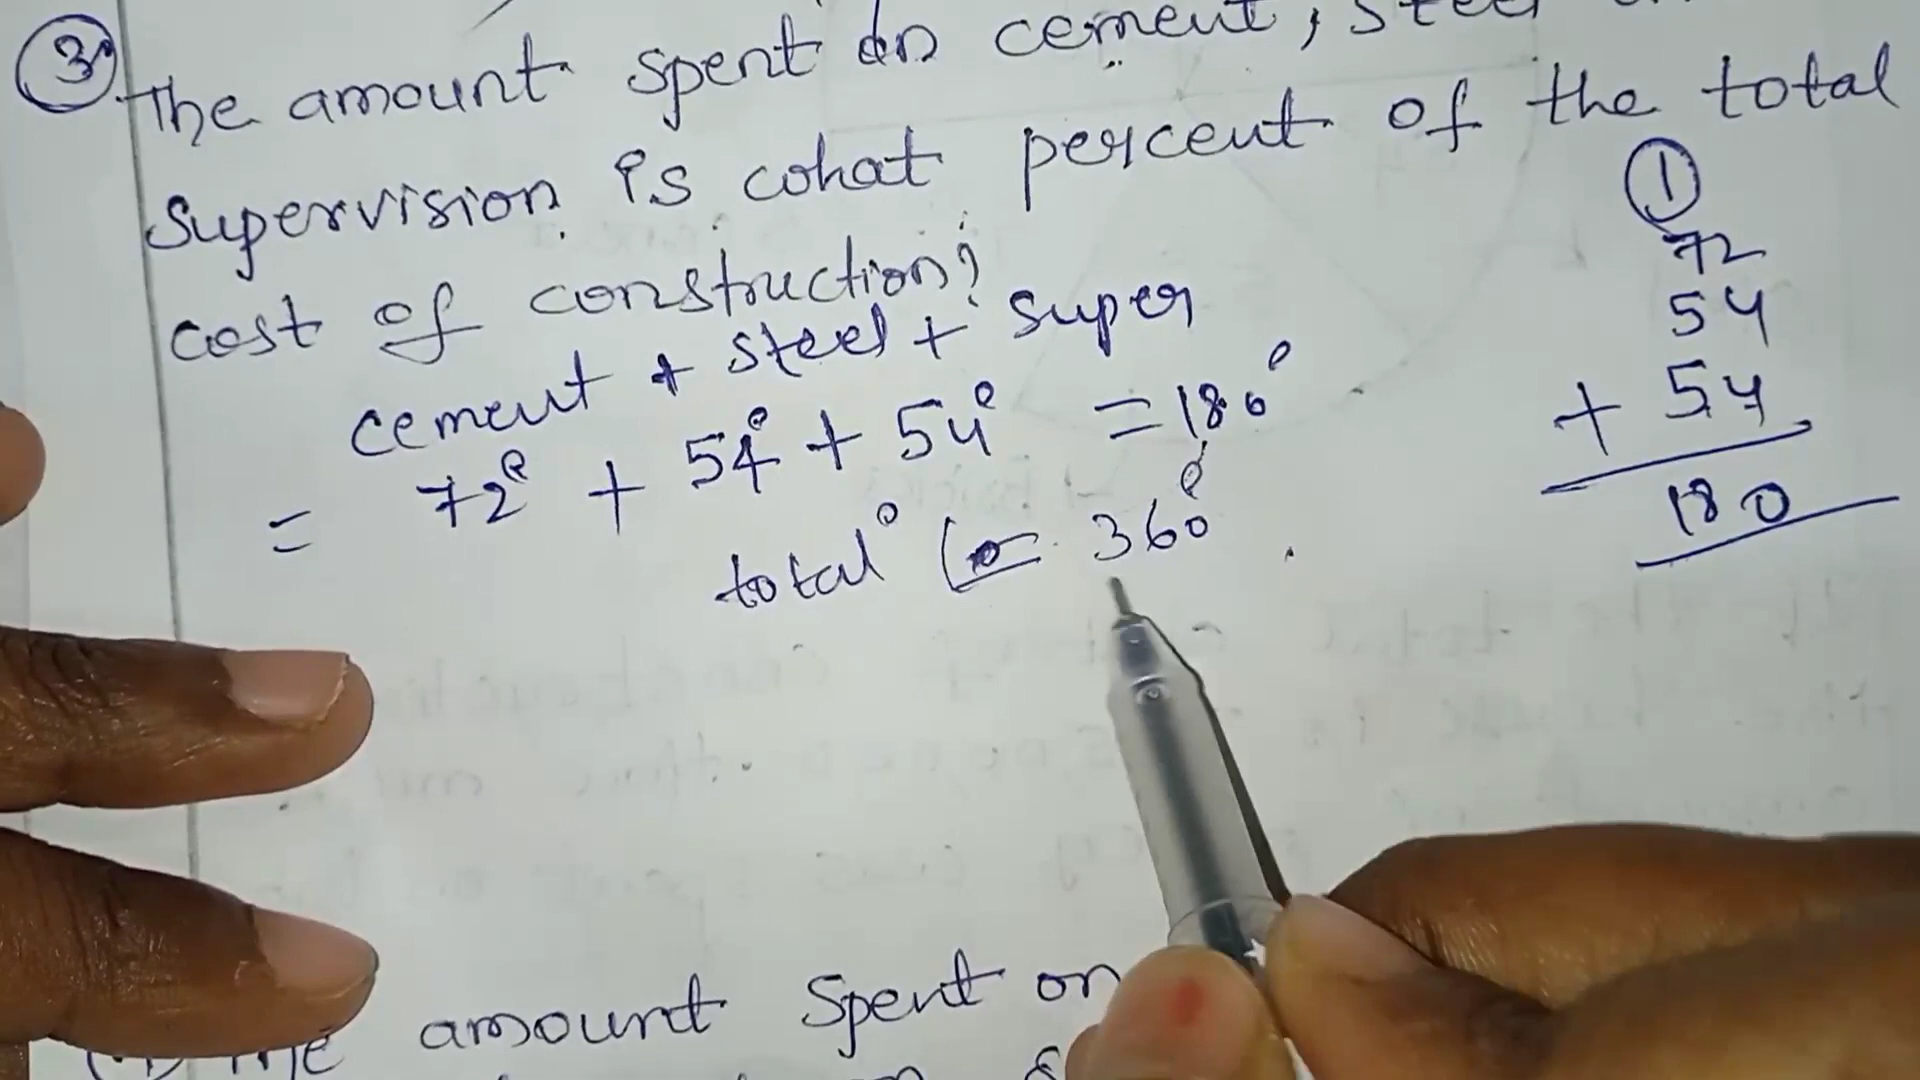 3
The amount spent on cement, steel
supervision is what percent of the total
cost of construction?
cement + steel + super
= 72° + 54° + 54° = 180°
total° = 360°
1
72
54
+ 54
180
amount spent on